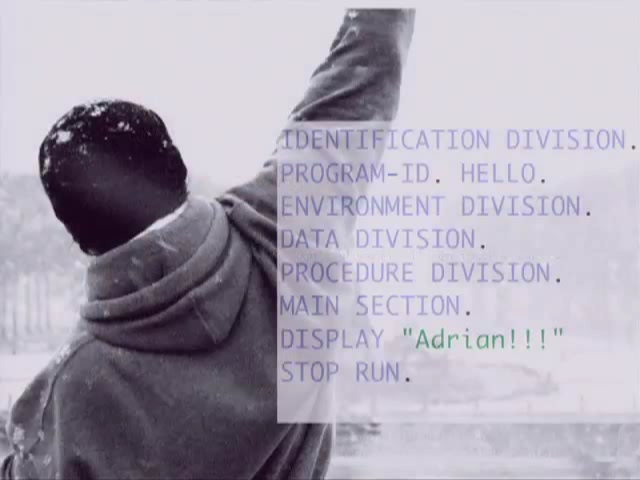 IDENTIFICATION DIVISION.
PROGRAM-ID. HELLO.
ENVIRONMENT DIVISION.
DATA DIVISION.
PROCEDURE DIVISION.
MAIN SECTION.
DISPLAY "Adrian!!!"
STOP RUN.